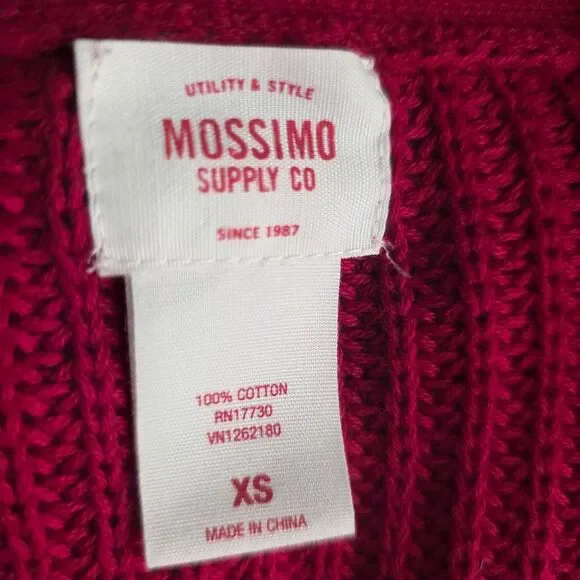 UTILITY & STYLE
MOSSIMO
SUPPLY CO
SINCE 1987
100% COTTON
RN17730
VN1262180
XS
MADE IN CHINA